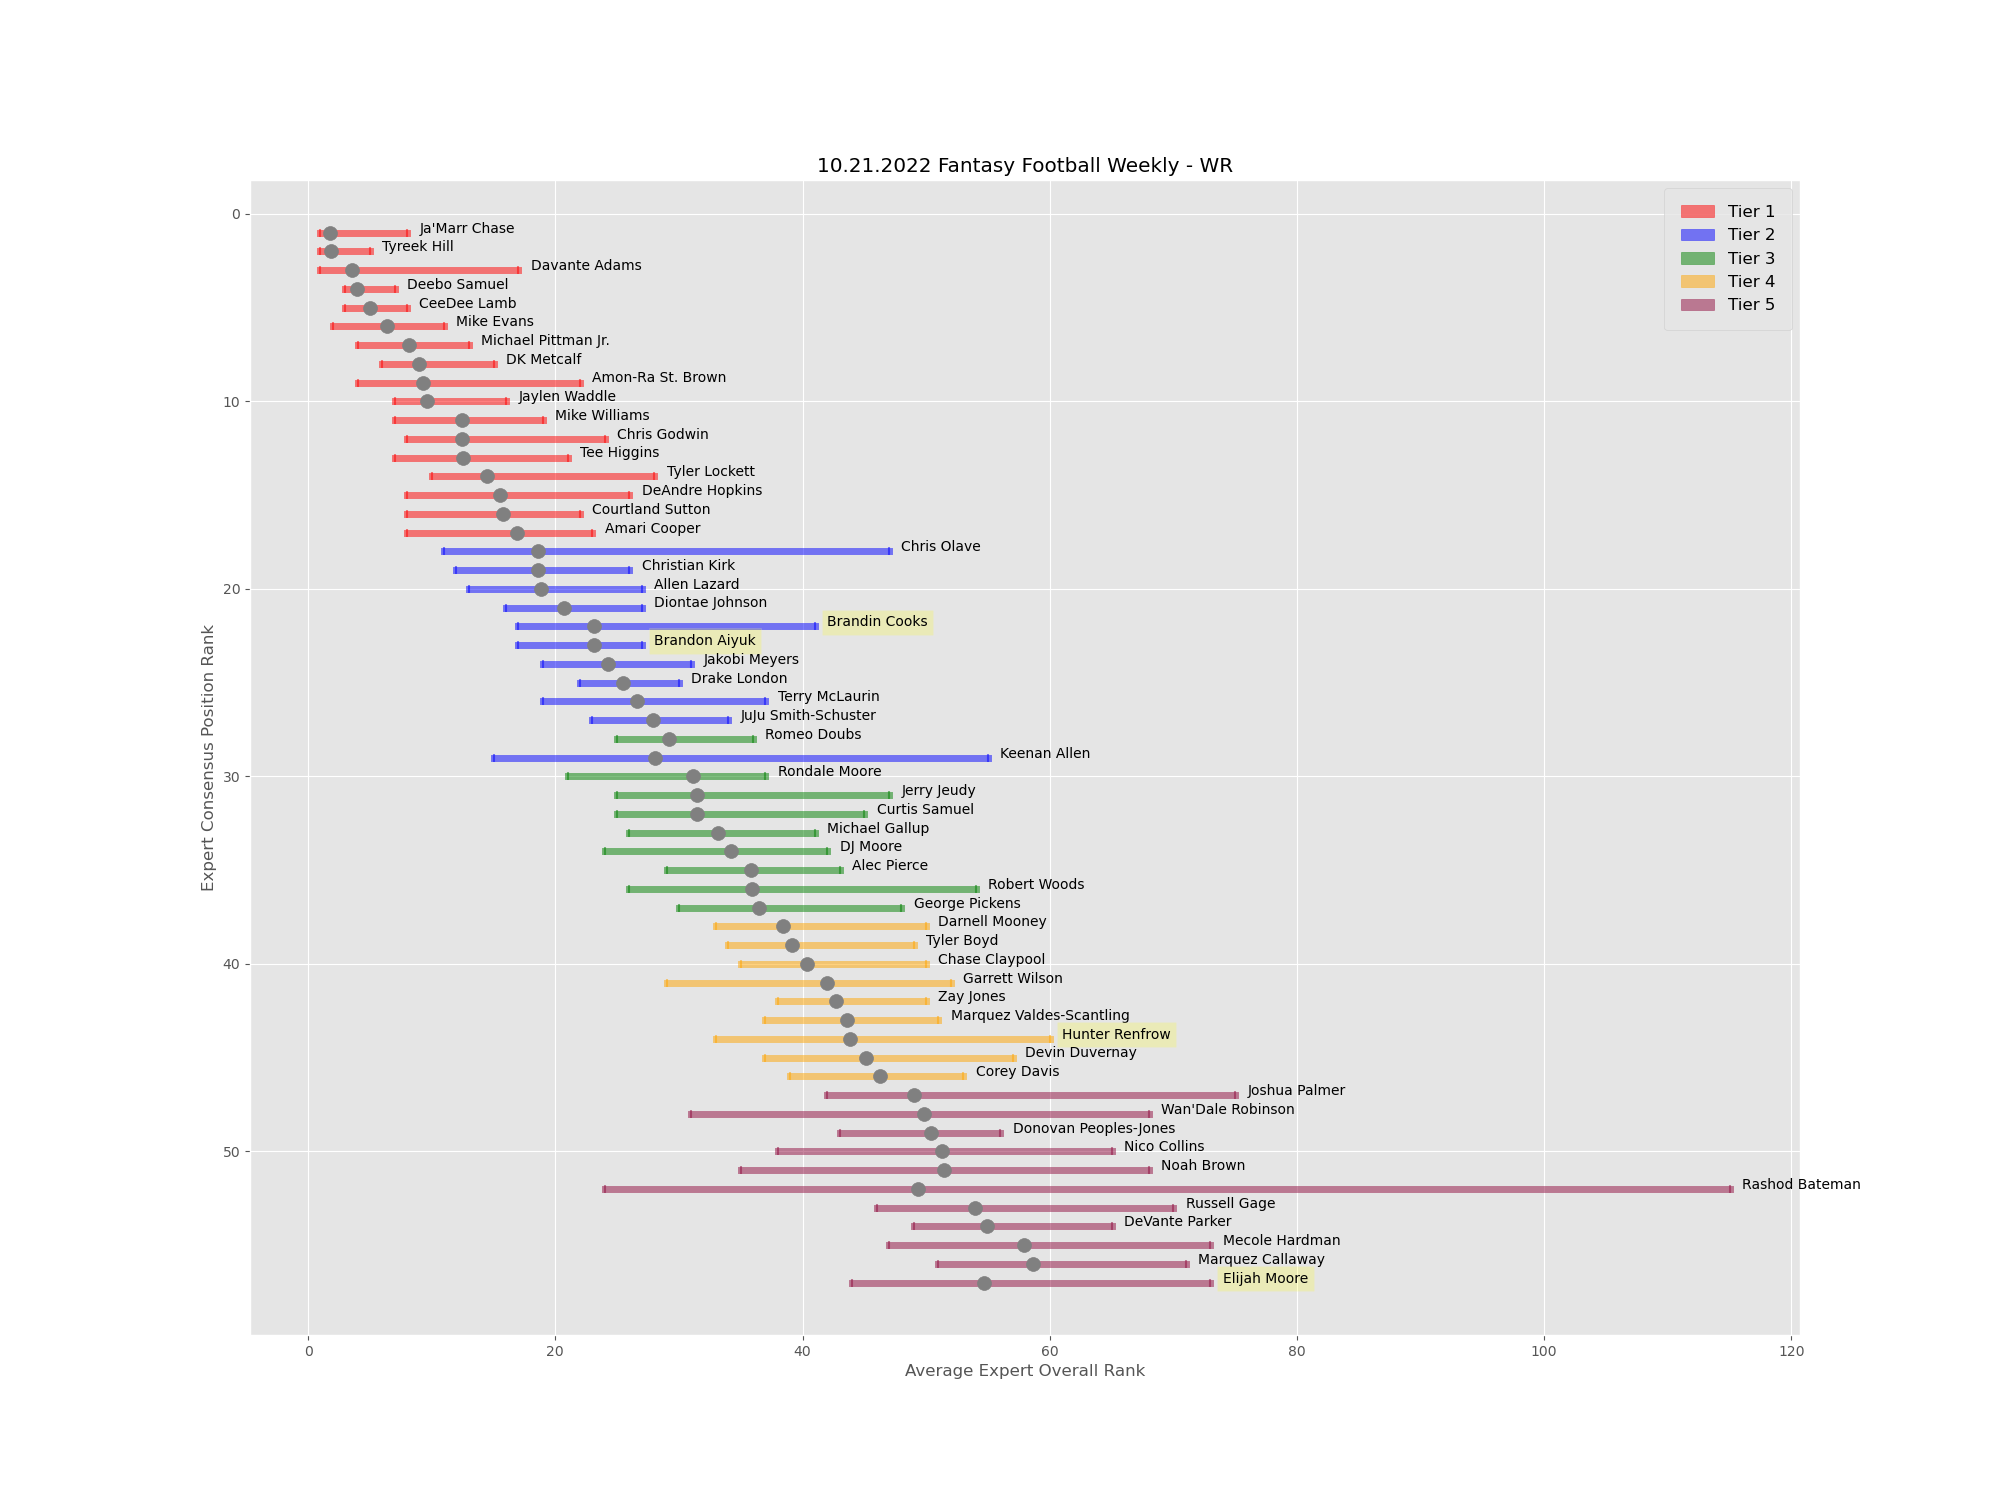 10.21.2022 Fantasy Football Weekly - WR
Tier 1
Tier 2
Tier 3
Tier 4
Tier 5
Expert Consensus Position Rank
0
10
20
30
40
50
Ja'Marr Chase
Tyreek Hill
Davante Adams
Deebo Samuel
CeeDee Lamb
Mike Evans
Michael Pittman Jr.
DK Metcalf
Amon-Ra St. Brown
Jaylen Waddle
Mike Williams
Chris Godwin
Tee Higgins
Tyler Lockett
DeAndre Hopkins
Courtland Sutton
Amari Cooper
Chris Olave
Christian Kirk
Allen Lazard
Diontae Johnson
Brandin Cooks
Brandon Aiyuk
Jakobi Meyers
Drake London
Terry McLaurin
JuJu Smith-Schuster
Romeo Doubs
Keenan Allen
Rondale Moore
Jerry Jeudy
Curtis Samuel
Michael Gallup
DJ Moore
Alec Pierce
Robert Woods
George Pickens
Darnell Mooney
Tyler Boyd
Chase Claypool
Garrett Wilson
Zay Jones
Marquez Valdes-Scantling
Hunter Renfrow
Devin Duvernay
Corey Davis
Joshua Palmer
Wan'Dale Robinson
Donovan Peoples-Jones
Nico Collins
Noah Brown
Rashod Bateman
Russell Gage
DeVante Parker
Mecole Hardman
Marquez Callaway
Elijah Moore
0 20 40 60 80 100 120
Average Expert Overall Rank